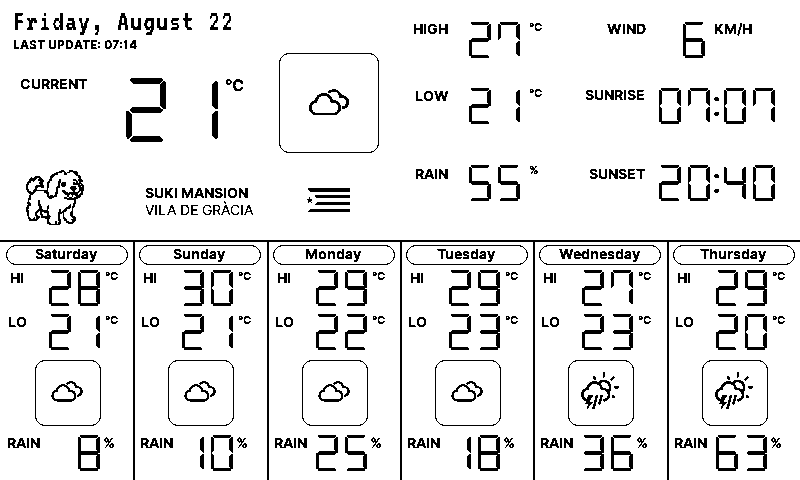 Friday, August 22
LAST UPDATE: 07:14
CURRENT 21 °C
HIGH 27 °C
WIND 6 KM/H
LOW 21 °C
SUNRISE 07:07
RAIN 55 %
SUNSET 20:40
SUKI MANSION
VILA DE GRÀCIA
Saturday
HI 28 °C
LO 21 °C
RAIN 8 %
Sunday
HI 30 °C
LO 21 °C
RAIN 10 %
Monday
HI 29 °C
LO 22 °C
RAIN 25 %
Tuesday
HI 29 °C
LO 23 °C
RAIN 18 %
Wednesday
HI 27 °C
LO 23 °C
RAIN 36 %
Thursday
HI 29 °C
LO 20 °C
RAIN 63 %